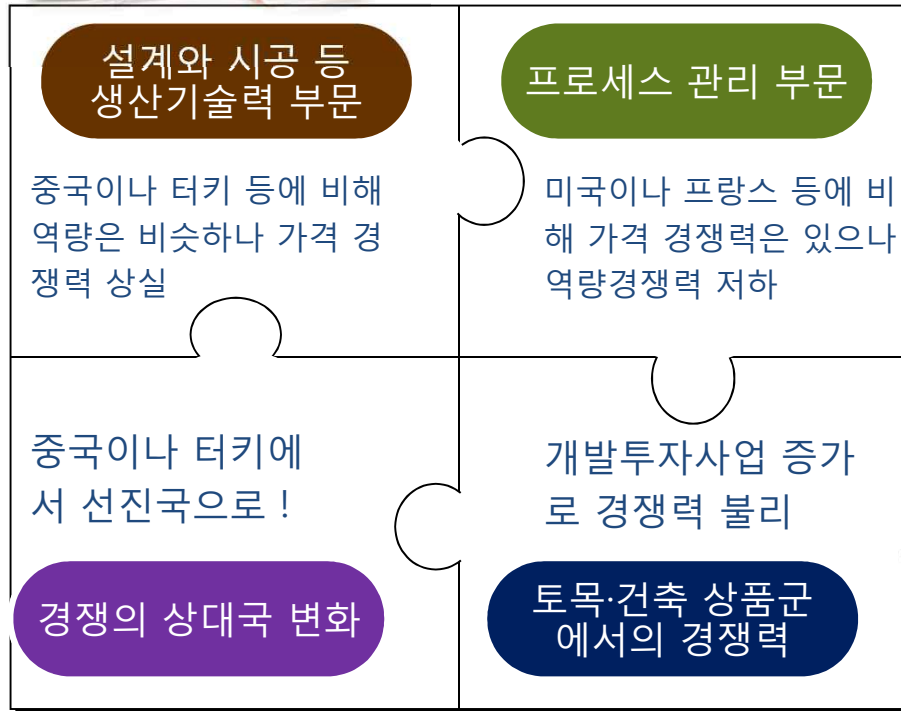 설계와 시공 등
생산기술력 부문
중국이나 터키 등에 비해
역량은 비슷하나 가격 경
쟁력 상실
프로세스 관리 부문
미국이나 프랑스 등에 비
해 가격 경쟁력은 있으나
역량경쟁력 저하
중국이나 터키에
서 선진국으로 !
경쟁의 상대국 변화
개발투자사업 증가
로 경쟁력 불리
토목·건축 상품군
에서의 경쟁력